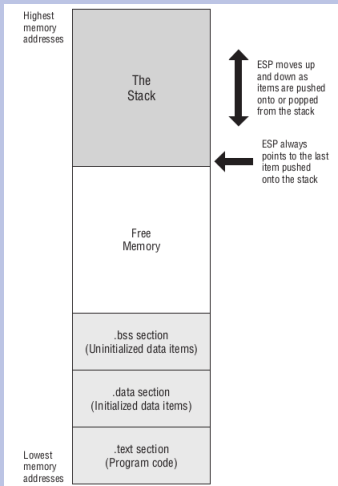 Highest
memory
addresses
The
Stack
ESP moves up
and down as
items are pushed
onto or popped
from the stack
ESP always
points to the last
item pushed
onto the stack
Free
Memory
.bss section
(Uninitialized data items)
.data section
(Initialized data items)
.text section
(Program code)
Lowest
memory
addresses